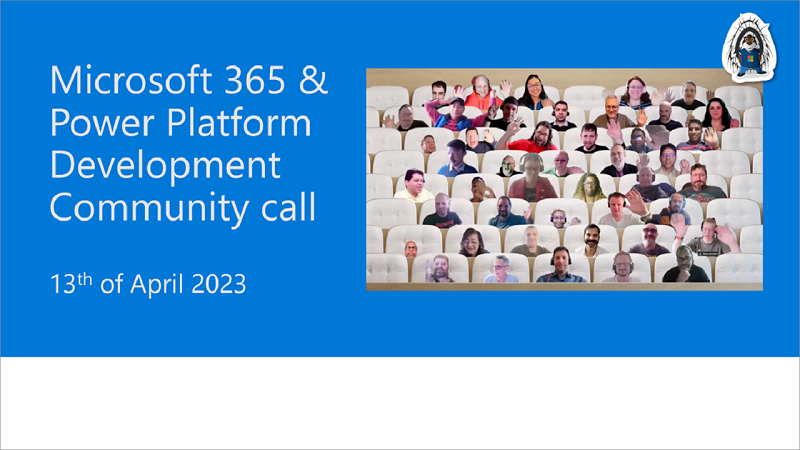 Microsoft 365 &
Power Platform
Development
Community call
13th of April 2023